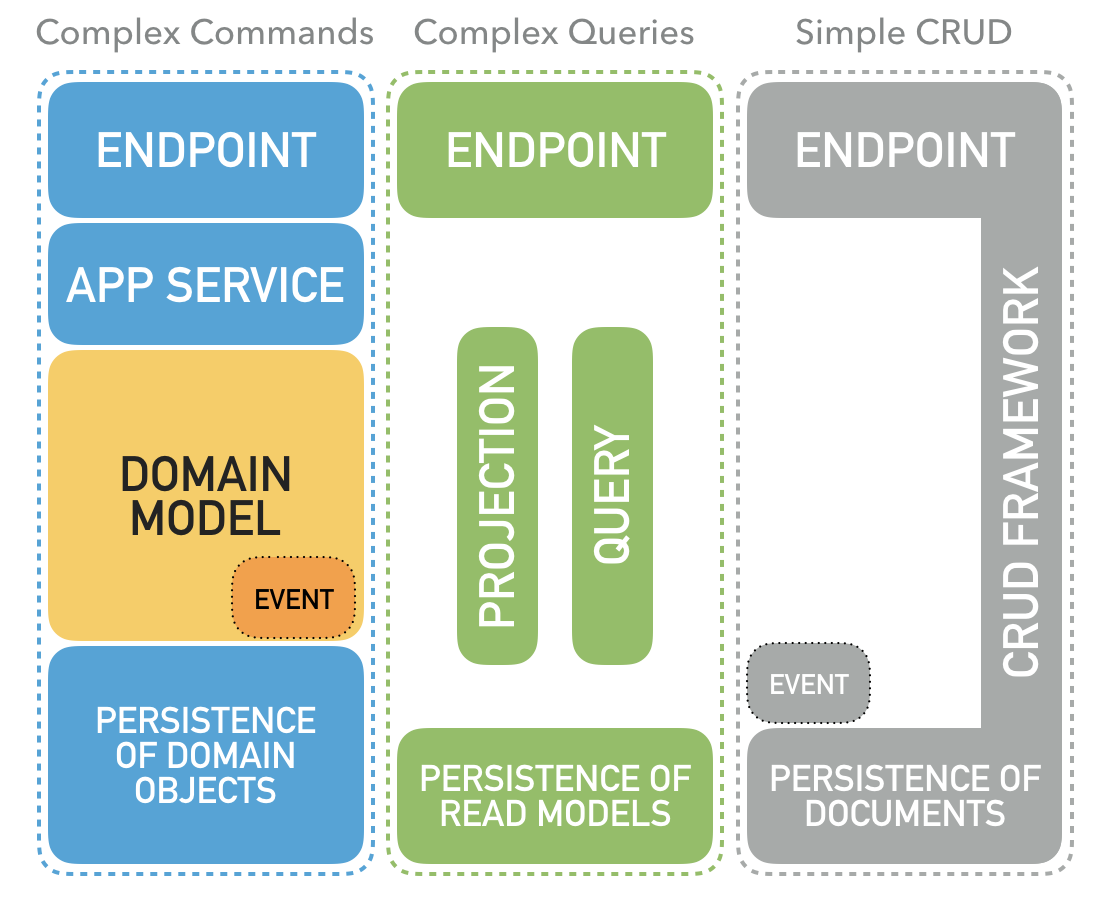 Complex Commands
Complex Queries
Simple CRUD
ENDPOINT
APP SERVICE
DOMAIN
MODEL
EVENT
PERSISTENCE
OF DOMAIN
OBJECTS
ENDPOINT
PROJECTION
QUERY
PERSISTENCE OF
READ MODELS
ENDPOINT
CRUD FRAMEWORK
EVENT
PERSISTENCE OF
DOCUMENTS